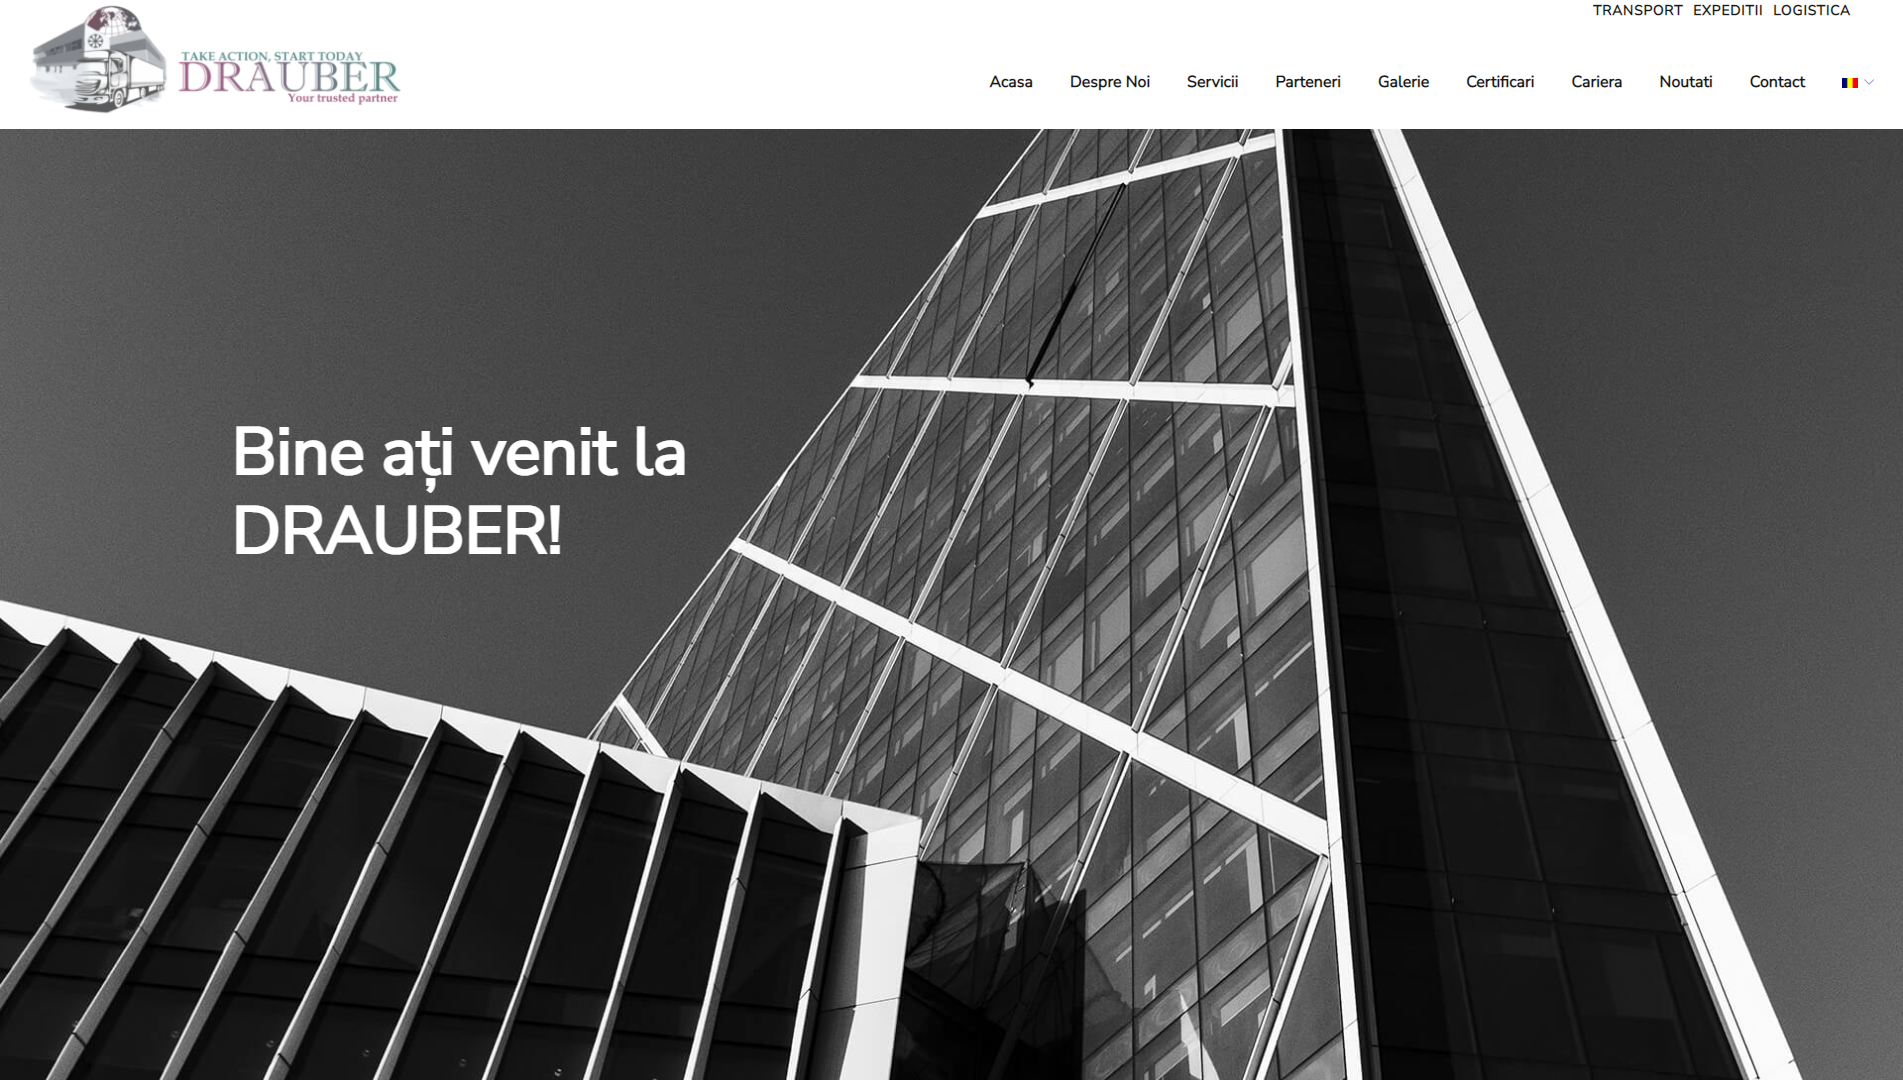 TRANSPORT EXPEDITII LOGISTICA
TAKE ACTION, START TODAY
DRAUBER
Your trusted partner
Acasa Despre Noi Servicii Parteneri Galerie Certificari Cariera Noutati Contact
Bine ați venit la
DRAUBER!